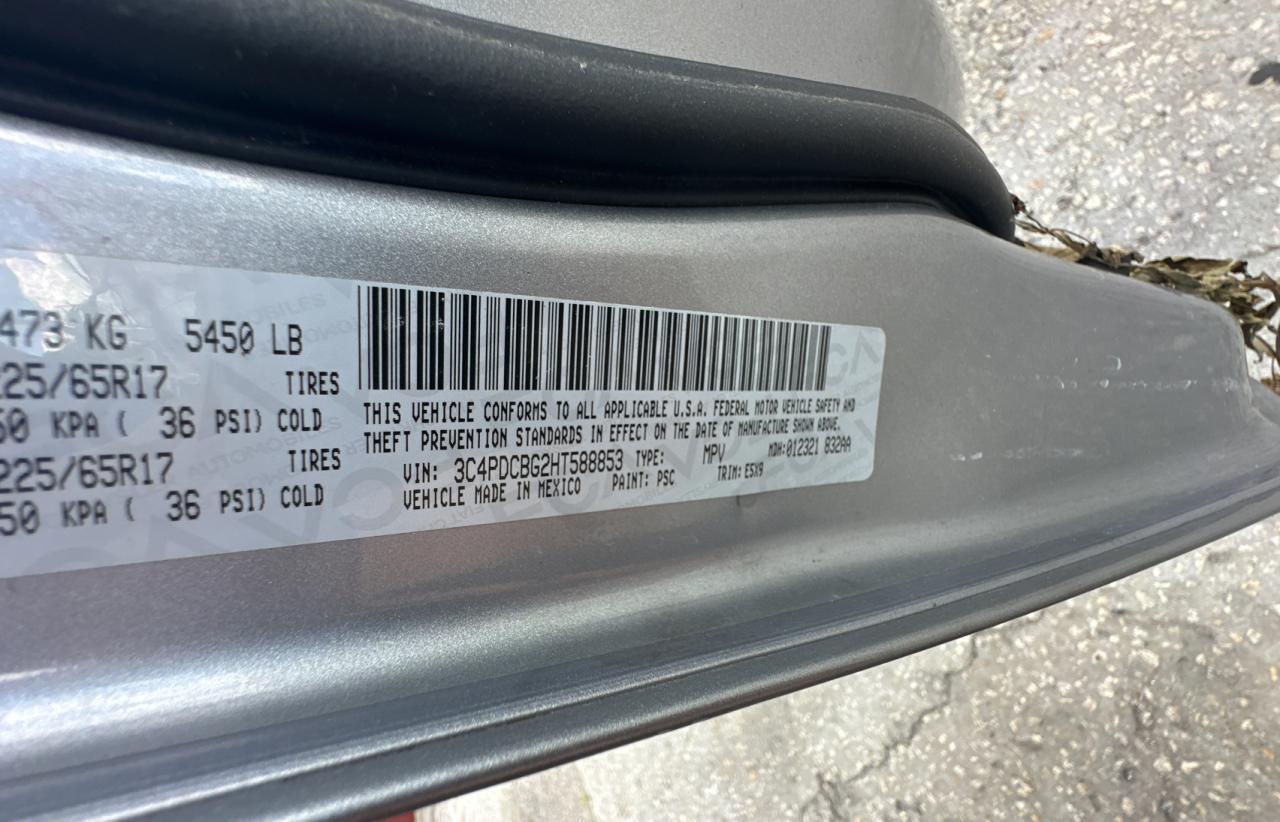 473 KG 5450 LB
225/65R17 TIRES
50 KPA ( 36 PSI) COLD
225/65R17 TIRES
50 KPA ( 36 PSI) COLD
THIS VEHICLE CONFORMS TO ALL APPLICABLE U.S.A. FEDERAL MOTOR VEHICLE SAFETY AND
THEFT PREVENTION STANDARDS IN EFFECT ON THE DATE OF MANUFACTURE SHOWN ABOVE.
VIN: 3C4PDCBG2HT588853 TYPE: MPV MDH:012321 832AA
VEHICLE MADE IN MEXICO PAINT: PSC TRIM: E5X9